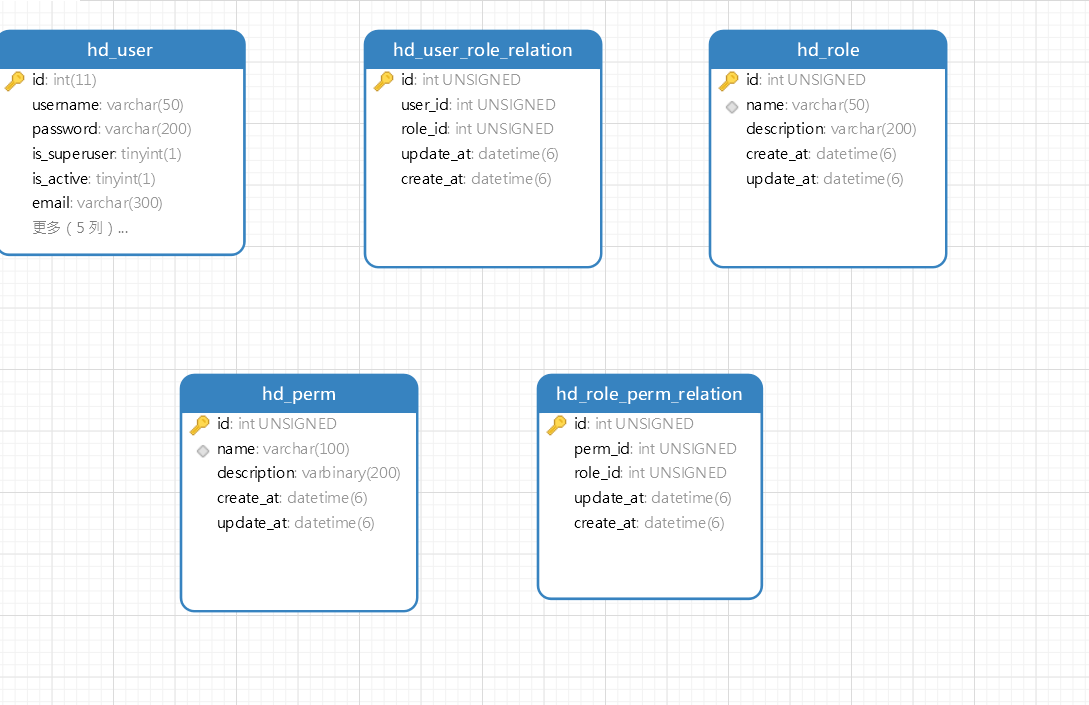 hd_user
id: int(11)
username: varchar(50)
password: varchar(200)
is_superuser: tinyint(1)
is_active: tinyint(1)
email: varchar(300)
更多（5 列）...
hd_user_role_relation
id: int UNSIGNED
user_id: int UNSIGNED
role_id: int UNSIGNED
update_at: datetime(6)
create_at: datetime(6)
hd_role
id: int UNSIGNED
name: varchar(50)
description: varchar(200)
create_at: datetime(6)
update_at: datetime(6)
hd_perm
id: int UNSIGNED
name: varchar(100)
description: varbinary(200)
create_at: datetime(6)
update_at: datetime(6)
hd_role_perm_relation
id: int UNSIGNED
perm_id: int UNSIGNED
role_id: int UNSIGNED
update_at: datetime(6)
create_at: datetime(6)